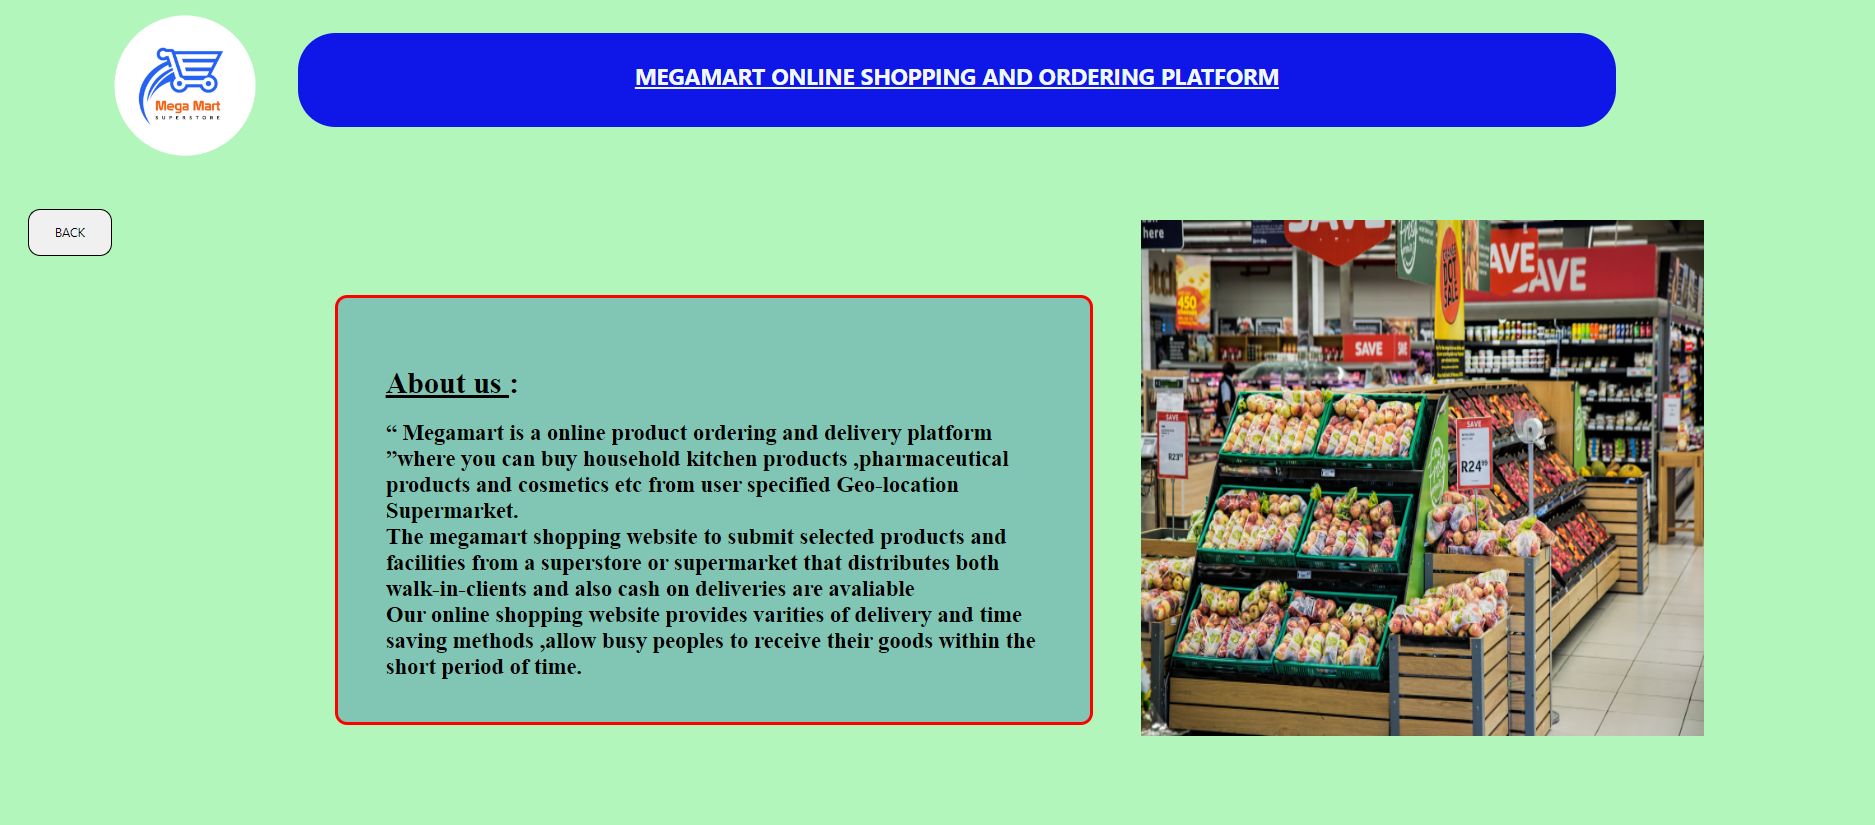 Mega Mart
SUPERSTORE
MEGAMART ONLINE SHOPPING AND ORDERING PLATFORM
BACK
About us :
“ Megamart is a online product ordering and delivery platform
”where you can buy household kitchen products ,pharmaceutical
products and cosmetics etc from user specified Geo-location
Supermarket.
The megamart shopping website to submit selected products and
facilities from a superstore or supermarket that distributes both
walk-in-clients and also cash on deliveries are avaliable
Our online shopping website provides varities of delivery and time
saving methods ,allow busy peoples to receive their goods within the
short period of time.
here
SAVE
AVE
AVE
450
SAVE
SAVE
SAVE
R23
SAVE
R24⁹⁹